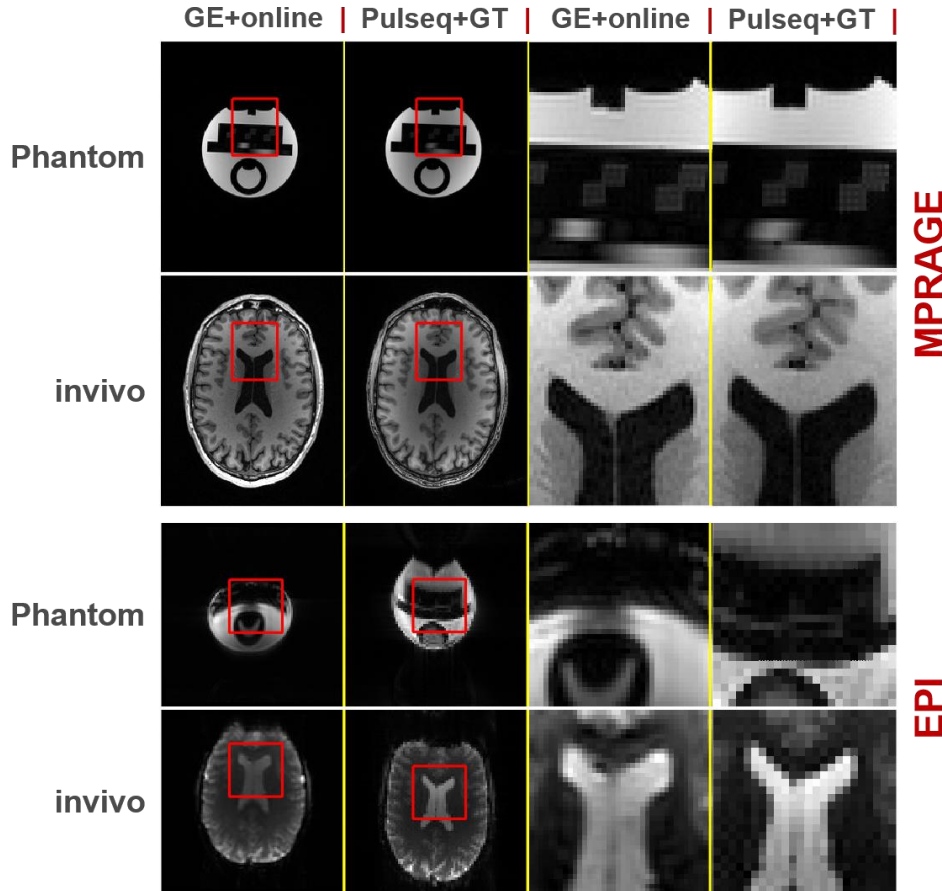 GE+online | Pulseq+GT | GE+online | Pulseq+GT |
Phantom
invivo
MPRAGE
Phantom
invivo
EPI